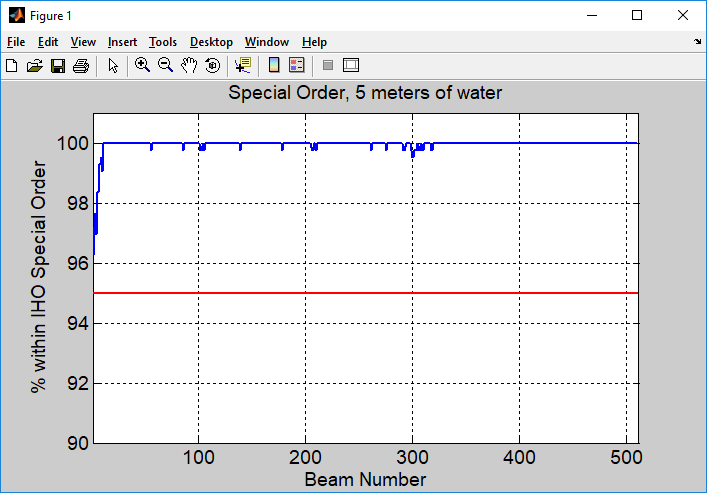 Figure 1
File Edit View Insert Tools Desktop Window Help
Special Order, 5 meters of water
% within IHO Special Order
100
98
96
94
92
90
100 200 300 400 500
Beam Number